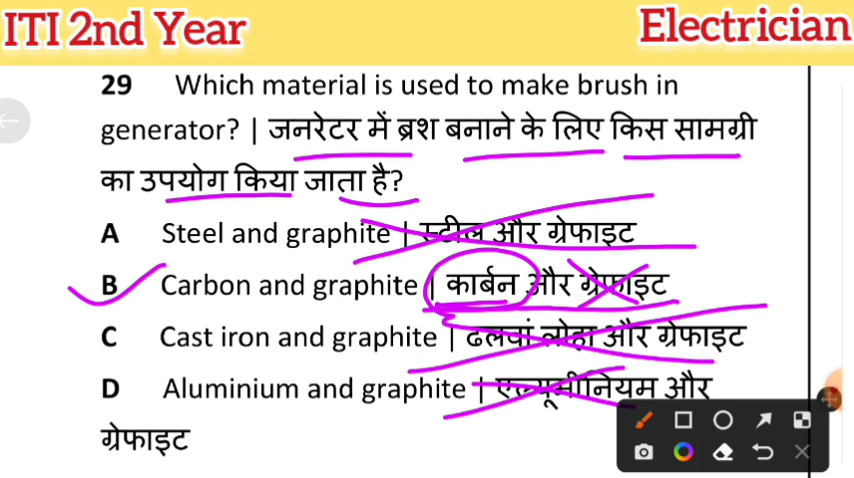 ITI 2nd Year Electrician
29 Which material is used to make brush in
generator? | जनरेटर में ब्रश बनाने के लिए किस सामग्री
का उपयोग किया जाता है?
A Steel and graphite | स्टील और ग्रेफाइट
B Carbon and graphite | कार्बन और ग्रेफाइट
C Cast iron and graphite | ढलवां लोहा और ग्रेफाइट
D Aluminium and graphite | एल्यूमीनियम और
ग्रेफाइट